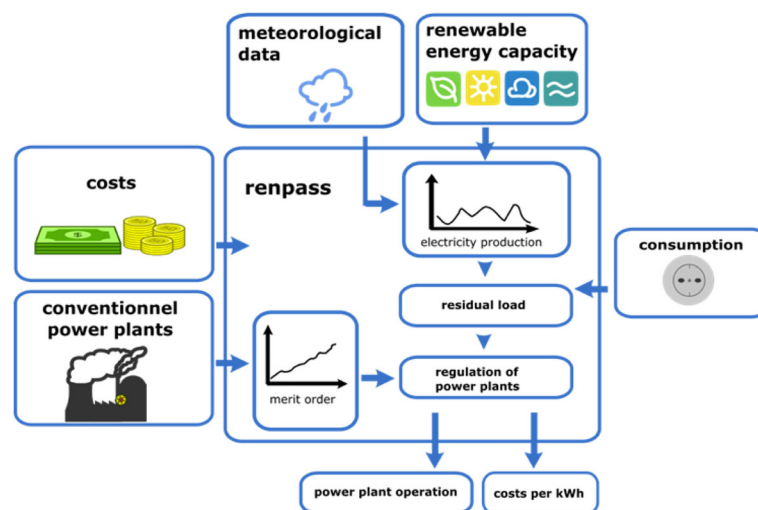 meteorological
data
renewable
energy capacity
costs
$
renpass
electricity production
consumption
conventionnel
power plants
residual load
merit order
regulation of
power plants
power plant operation
costs per kWh